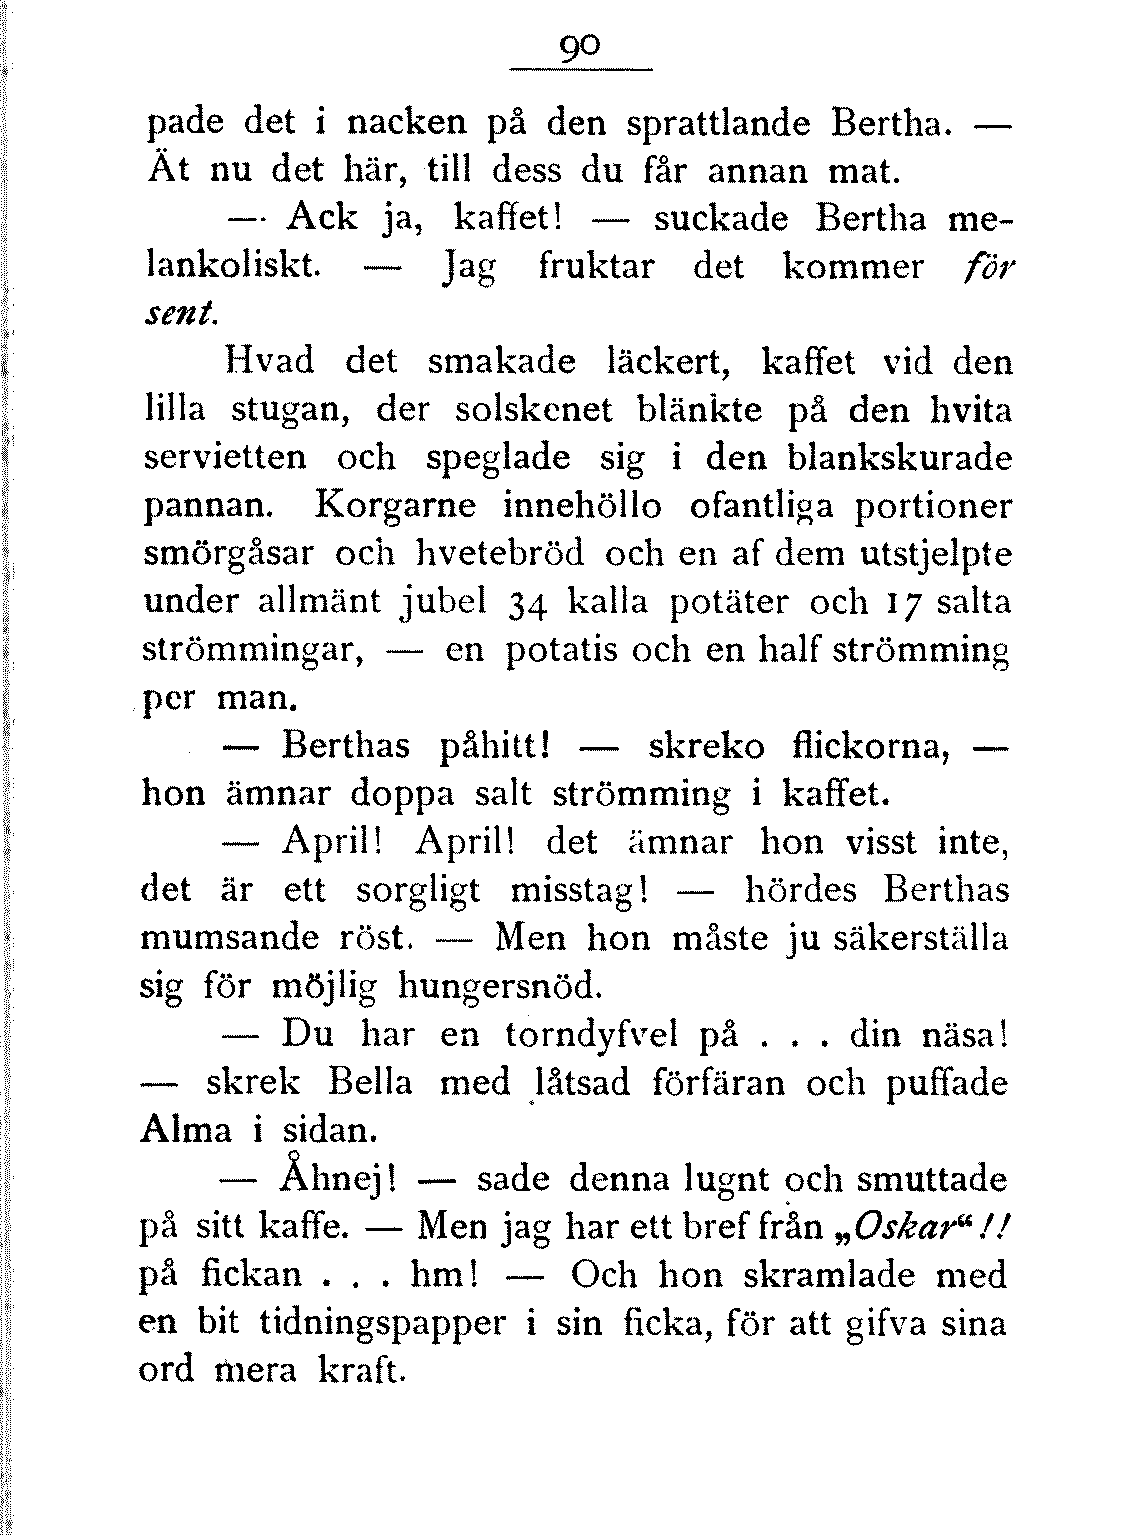 90
pade det i nacken på den sprattlande Bertha. —
Ät nu det här, till dess du får annan mat.
— Ack ja, kaffet! — suckade Bertha me-
lankoliskt. — Jag fruktar det kommer för
sent.
Hvad det smakade läckert, kaffet vid den
lilla stugan, der solskenet blänkte på den hvita
servietten och speglade sig i den blankskurade
pannan. Korgarne innehöllo ofantliga portioner
smörgåsar och hvetebröd och en af dem utstjelpte
under allmänt jubel 34 kalla potäter och 17 salta
strömmingar, — en potatis och en half strömming
per man.
— Berthas påhitt! — skreko flickorna, —
hon ämnar doppa salt strömming i kaffet.
— April! April! det ämnar hon visst inte,
det är ett sorgligt misstag! — hördes Berthas
mumsande röst. — Men hon måste ju säkerställa
sig för möjlig hungersnöd.
— Du har en torndyfvel på . . . din näsa!
— skrek Bella med låtsad förfäran och puffade
Alma i sidan.
— Åhnej! — sade denna lugnt och smuttade
på sitt kaffe. — Men jag har ett bref från „Oskar“!!
på fickan . . . hm! — Och hon skramlade med
en bit tidningspapper i sin ficka, för att gifva sina
ord mera kraft.